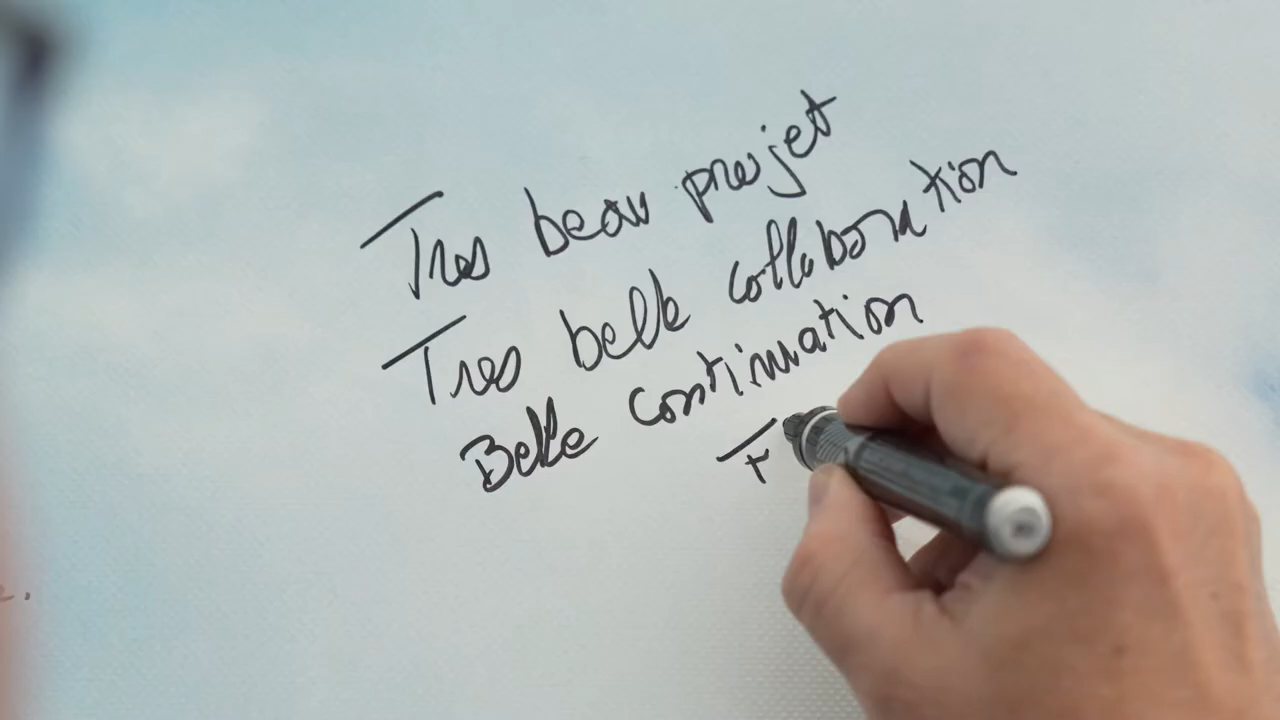 Tres beau projet
Tres belle collaboration
Belle continuation
F